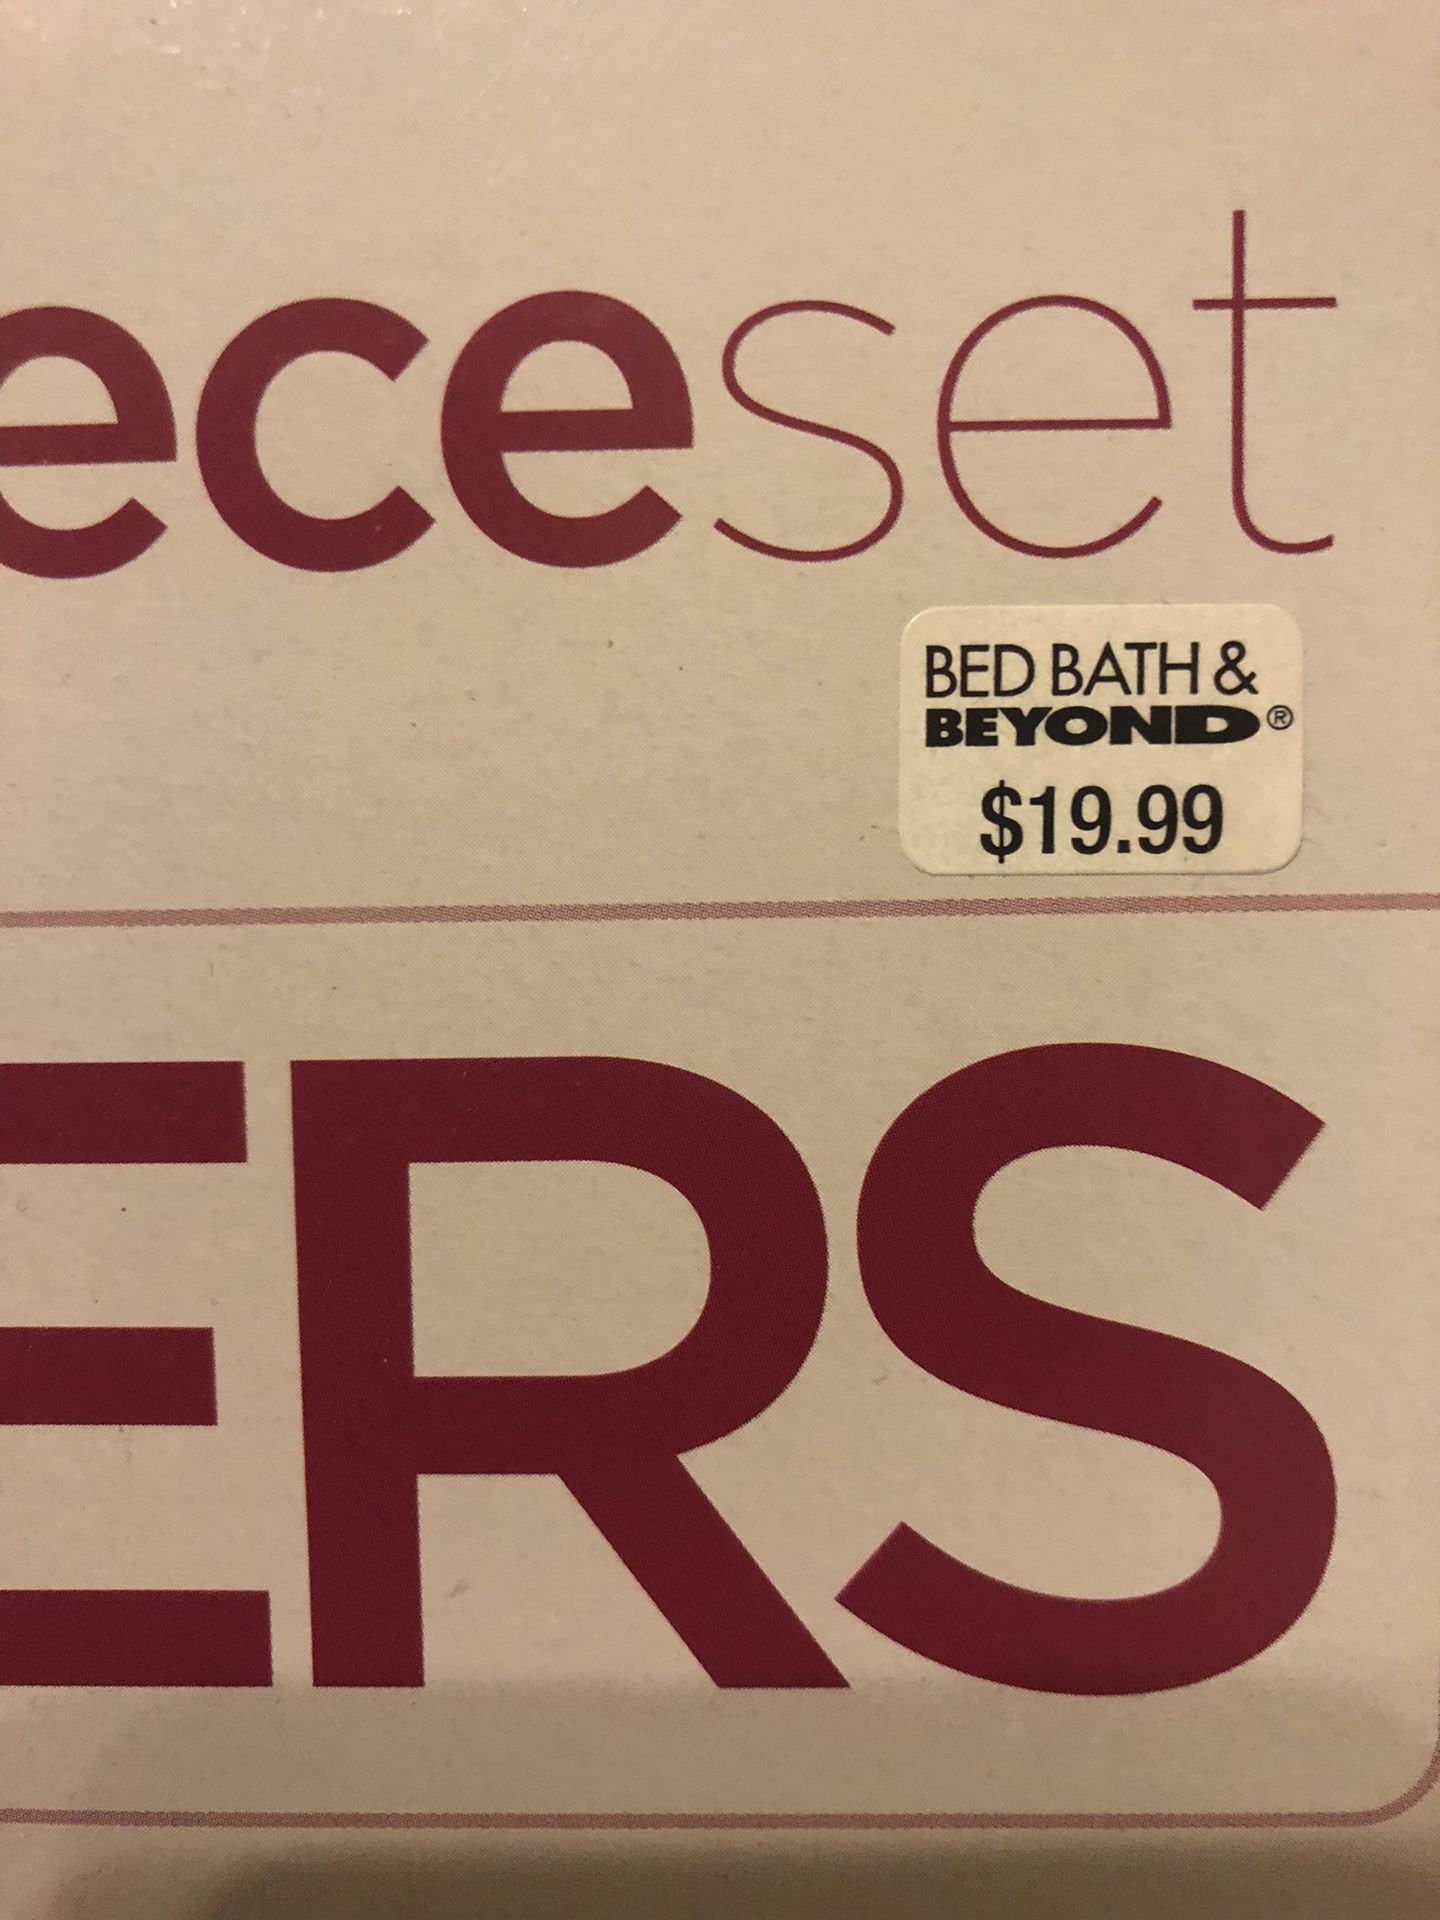 eceset
BED BATH &
BEYOND®
$19.99
ERS